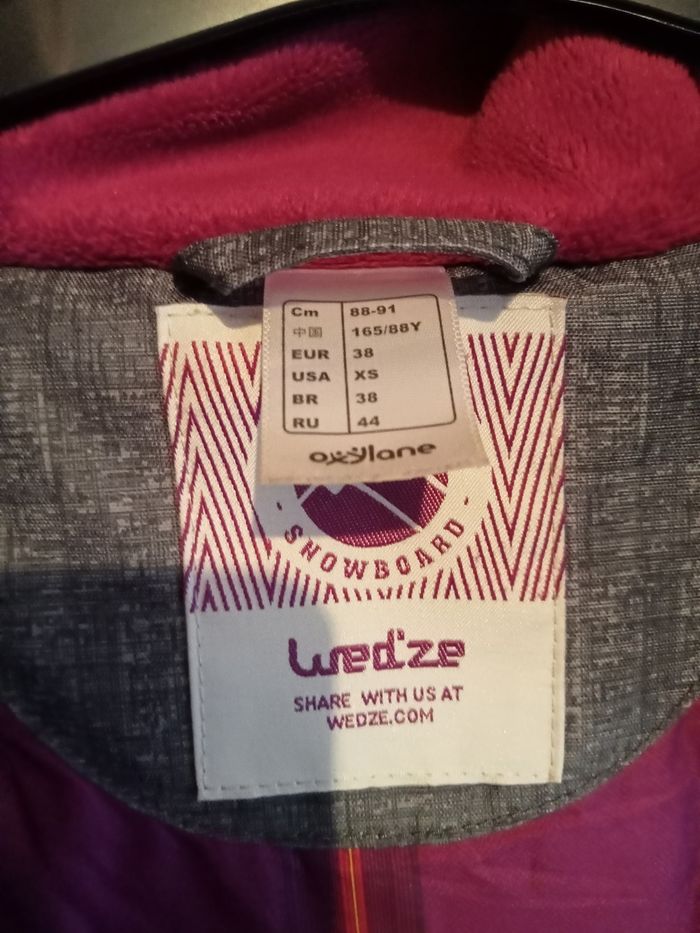 Cm 88-91
中国 165/88Y
EUR 38
USA XS
BR 38
RU 44
oxylane
SNOWBOARD
Wed'ze
SHARE WITH US AT
WEDZE.COM